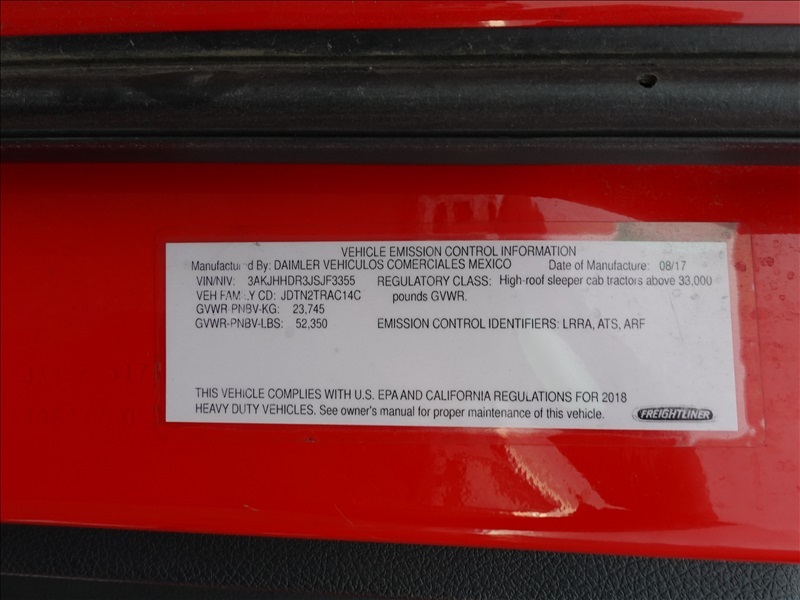 VEHICLE EMISSION CONTROL INFORMATION
Manufactured By: DAIMLER VEHICULOS COMERCIALES MEXICO Date of Manufacture: 08/17
VIN/NIV: 3AKJHHDR3JSJF3355 REGULATORY CLASS: High-roof sleeper cab tractors above 33,000
VEH FAMILY CD: JDTN2TRAC14C pounds GVWR.
GVWR-PNBV-KG: 23,745
GVWR-PNBV-LBS: 52,350 EMISSION CONTROL IDENTIFIERS: LRRA, ATS, ARF
THIS VEHICLE COMPLIES WITH U.S. EPA AND CALIFORNIA REGULATIONS FOR 2018
HEAVY DUTY VEHICLES. See owner's manual for proper maintenance of this vehicle. FREIGHTLINER